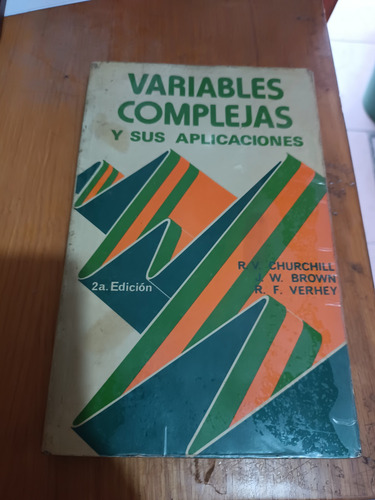 VARIABLES
COMPLEJAS
Y SUS APLICACIONES
R. V. CHURCHILL
J. W. BROWN
R. F. VERHEY
2a. Edición